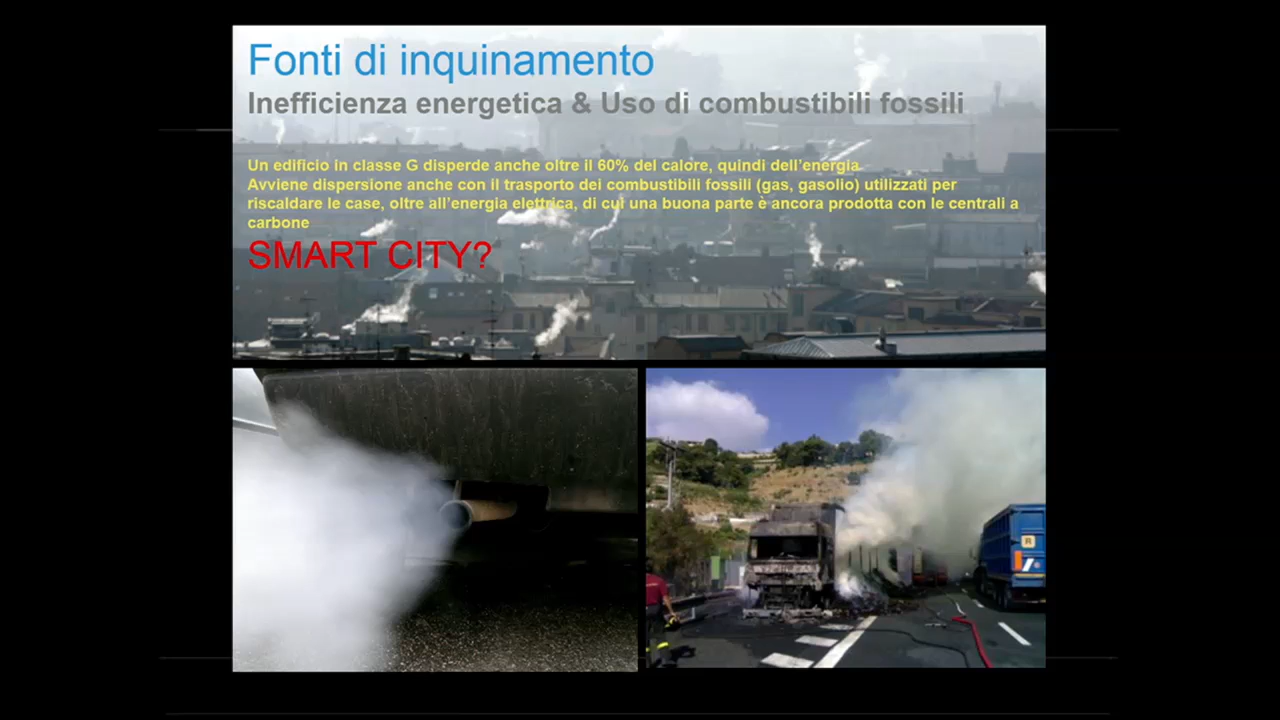 Fonti di inquinamento
Inefficienza energetica & Uso di combustibili fossili
Un edificio in classe G disperde anche oltre il 60% del calore, quindi dell'energia
Avviene dispersione anche con il trasporto dei combustibili fossili (gas, gasolio) utilizzati per
riscaldare le case, oltre all'energia elettrica, di cui una buona parte è ancora prodotta con le centrali a
carbone
SMART CITY?
R